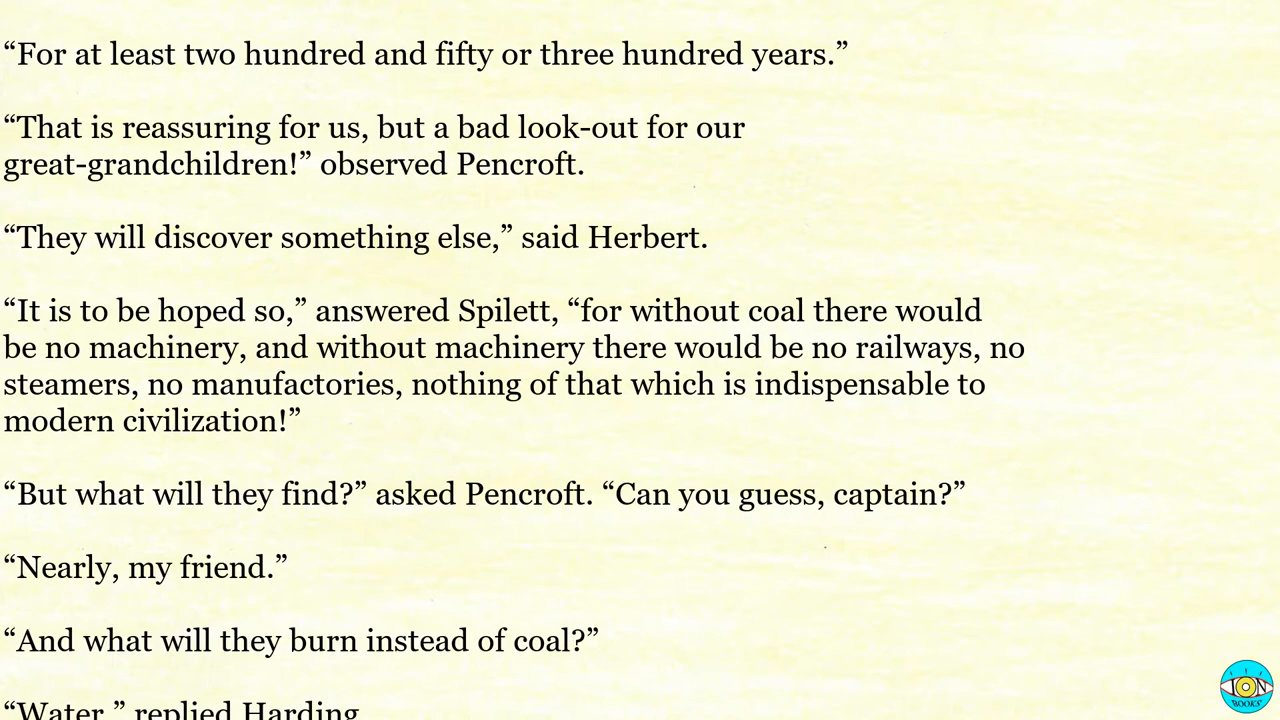 “For at least two hundred and fifty or three hundred years.”
“That is reassuring for us, but a bad look-out for our
great-grandchildren!” observed Pencroft.
“They will discover something else,” said Herbert.
“It is to be hoped so,” answered Spilett, “for without coal there would
be no machinery, and without machinery there would be no railways, no
steamers, no manufactories, nothing of that which is indispensable to
modern civilization!”
“But what will they find?” asked Pencroft. “Can you guess, captain?”
“Nearly, my friend.”
“And what will they burn instead of coal?”
“Water,” replied Harding.
ION
BOOKS